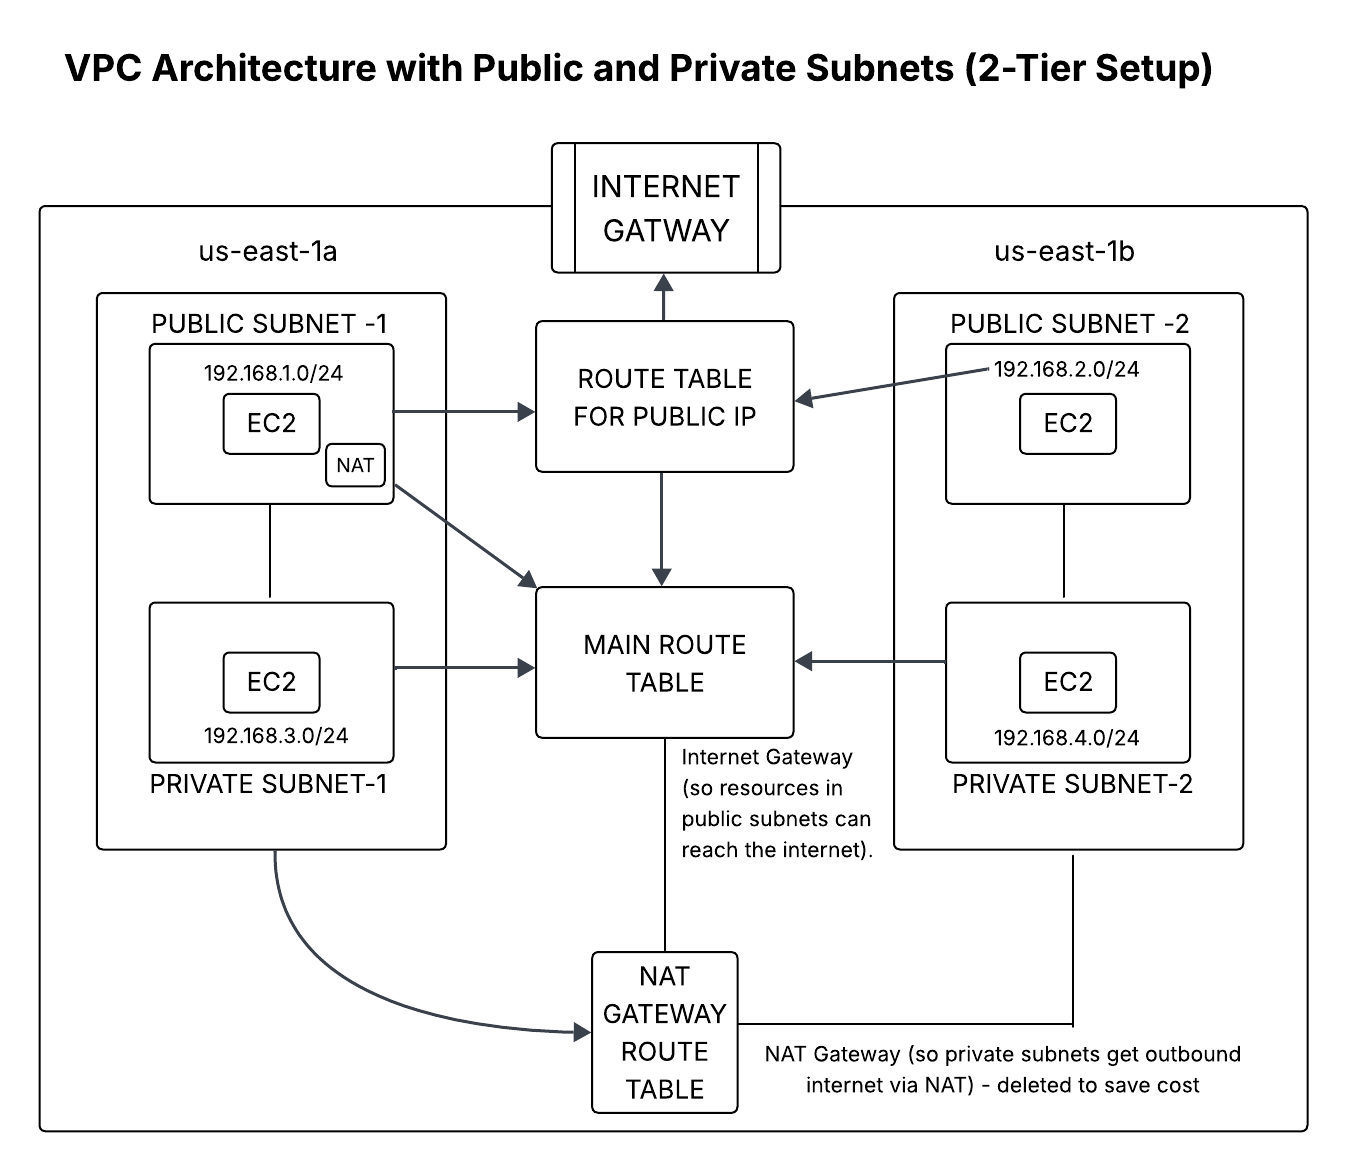 VPC Architecture with Public and Private Subnets (2-Tier Setup)
INTERNET
GATWAY
us-east-1a
us-east-1b
PUBLIC SUBNET -1
192.168.1.0/24
EC2
NAT
ROUTE TABLE
FOR PUBLIC IP
PUBLIC SUBNET -2
192.168.2.0/24
EC2
EC2
192.168.3.0/24
PRIVATE SUBNET-1
MAIN ROUTE
TABLE
EC2
192.168.4.0/24
PRIVATE SUBNET-2
Internet Gateway
(so resources in
public subnets can
reach the internet).
NAT
GATEWAY
ROUTE
TABLE
NAT Gateway (so private subnets get outbound
internet via NAT) - deleted to save cost